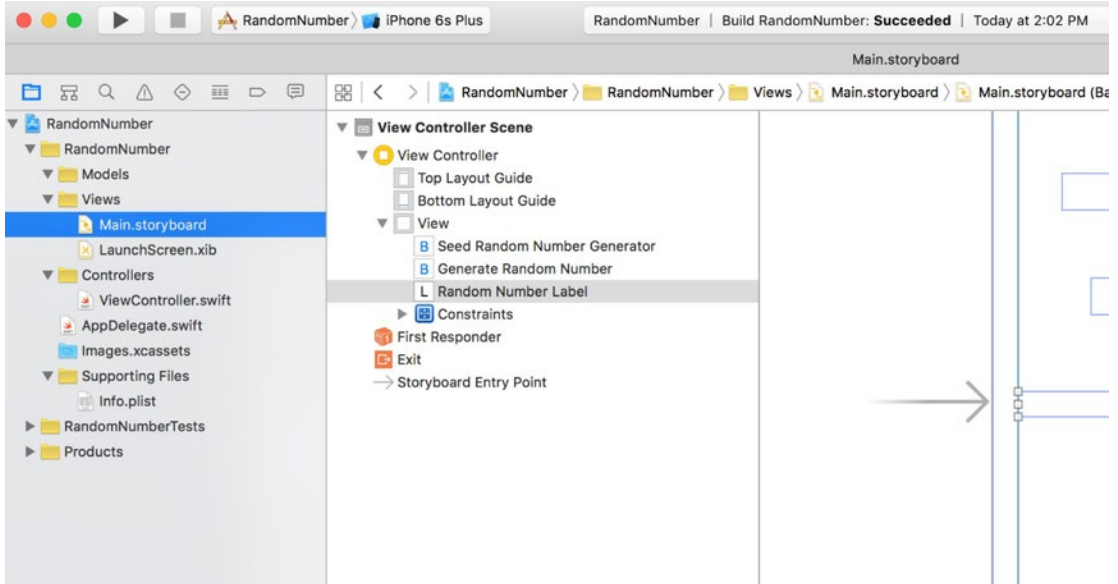 RandomNumber 〉 iPhone 6s Plus
RandomNumber | Build RandomNumber: Succeeded | Today at 2:02 PM
Main.storyboard
RandomNumber 〉 RandomNumber 〉 Views 〉 Main.storyboard 〉 Main.storyboard (Ba
RandomNumber
RandomNumber
Models
Views
Main.storyboard
LaunchScreen.xib
Controllers
ViewController.swift
AppDelegate.swift
Images.xcassets
Supporting Files
Info.plist
RandomNumberTests
Products
View Controller Scene
View Controller
Top Layout Guide
Bottom Layout Guide
View
B Seed Random Number Generator
B Generate Random Number
L Random Number Label
Constraints
First Responder
Exit
Storyboard Entry Point